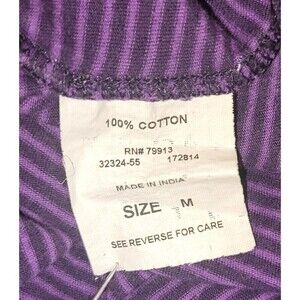 100% COTTON
RN# 79913
32324-55 172814
MADE IN INDIA
SIZE M
SEE REVERSE FOR CARE